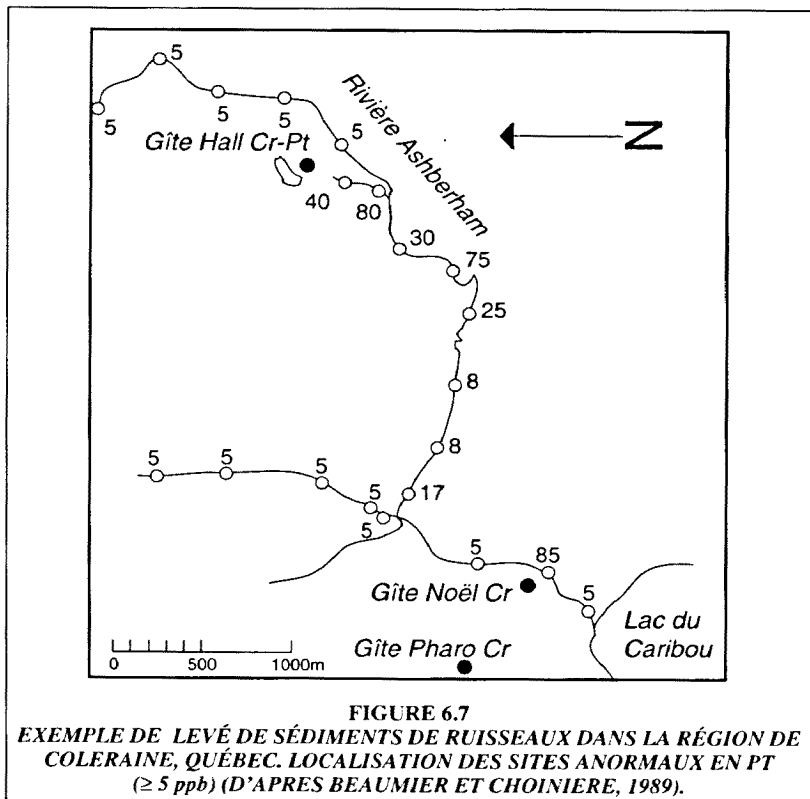 5
5
5
5
5
Rivière Ashberham
N
Gîte Hall Cr-Pt
40
80
30
75
25
8
8
17
5
5
5
5
5
5
85
5
Gîte Noël Cr
Lac du
Caribou
Gîte Pharo Cr
0 500 1000m
FIGURE 6.7
EXEMPLE DE LEVÉ DE SÉDIMENTS DE RUISSEAUX DANS LA RÉGION DE
COLERAINE, QUÉBEC. LOCALISATION DES SITES ANORMAUX EN PT
(≥ 5 ppb) (D'APRES BEAUMIER ET CHOINIERE, 1989).